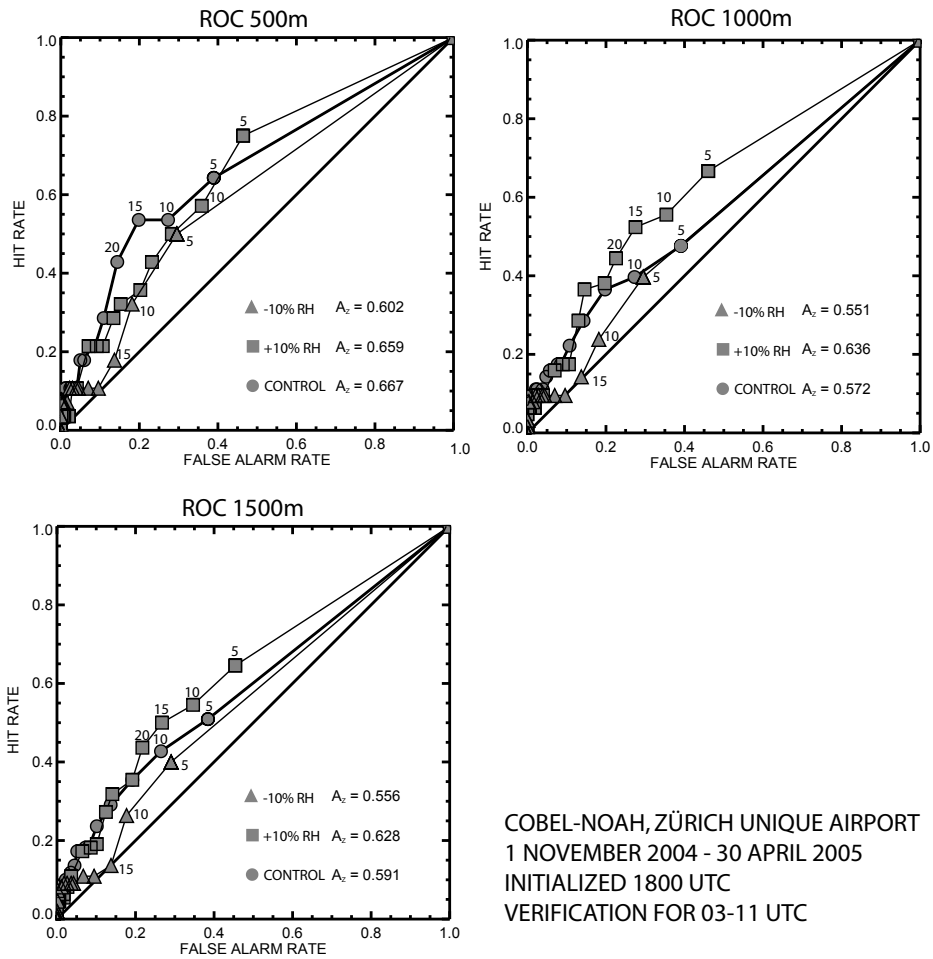 ROC 500m
1.0
0.8
0.6
0.4
0.2
0.0
HIT RATE
5
5
10
15
10
20
5
10
15
-10% RH A_z = 0.602
+10% RH A_z = 0.659
CONTROL A_z = 0.667
0.0 0.2 0.4 0.6 0.8 1.0
FALSE ALARM RATE
ROC 1000m
1.0
0.8
0.6
0.4
0.2
0.0
HIT RATE
5
10
15
5
20
10
10
15
-10% RH A_z = 0.551
+10% RH A_z = 0.636
CONTROL A_z = 0.572
0.0 0.2 0.4 0.6 0.8 1.0
FALSE ALARM RATE
ROC 1500m
1.0
0.8
0.6
0.4
0.2
0.0
HIT RATE
5
10
15
5
20
10
5
10
15
-10% RH A_z = 0.556
+10% RH A_z = 0.628
CONTROL A_z = 0.591
0.0 0.2 0.4 0.6 0.8 1.0
FALSE ALARM RATE
COBEL-NOAH, ZÜRICH UNIQUE AIRPORT
1 NOVEMBER 2004 - 30 APRIL 2005
INITIALIZED 1800 UTC
VERIFICATION FOR 03-11 UTC